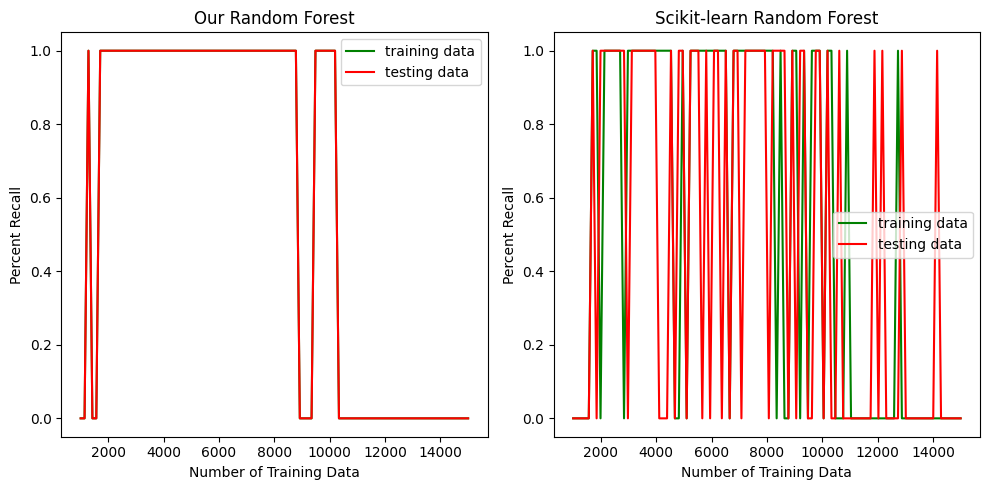 Our Random Forest
Percent Recall
1.0
0.8
0.6
0.4
0.2
0.0
training data
testing data
2000 4000 6000 8000 10000 12000 14000
Number of Training Data
Scikit-learn Random Forest
Percent Recall
1.0
0.8
0.6
0.4
0.2
0.0
training data
testing data
2000 4000 6000 8000 10000 12000 14000
Number of Training Data